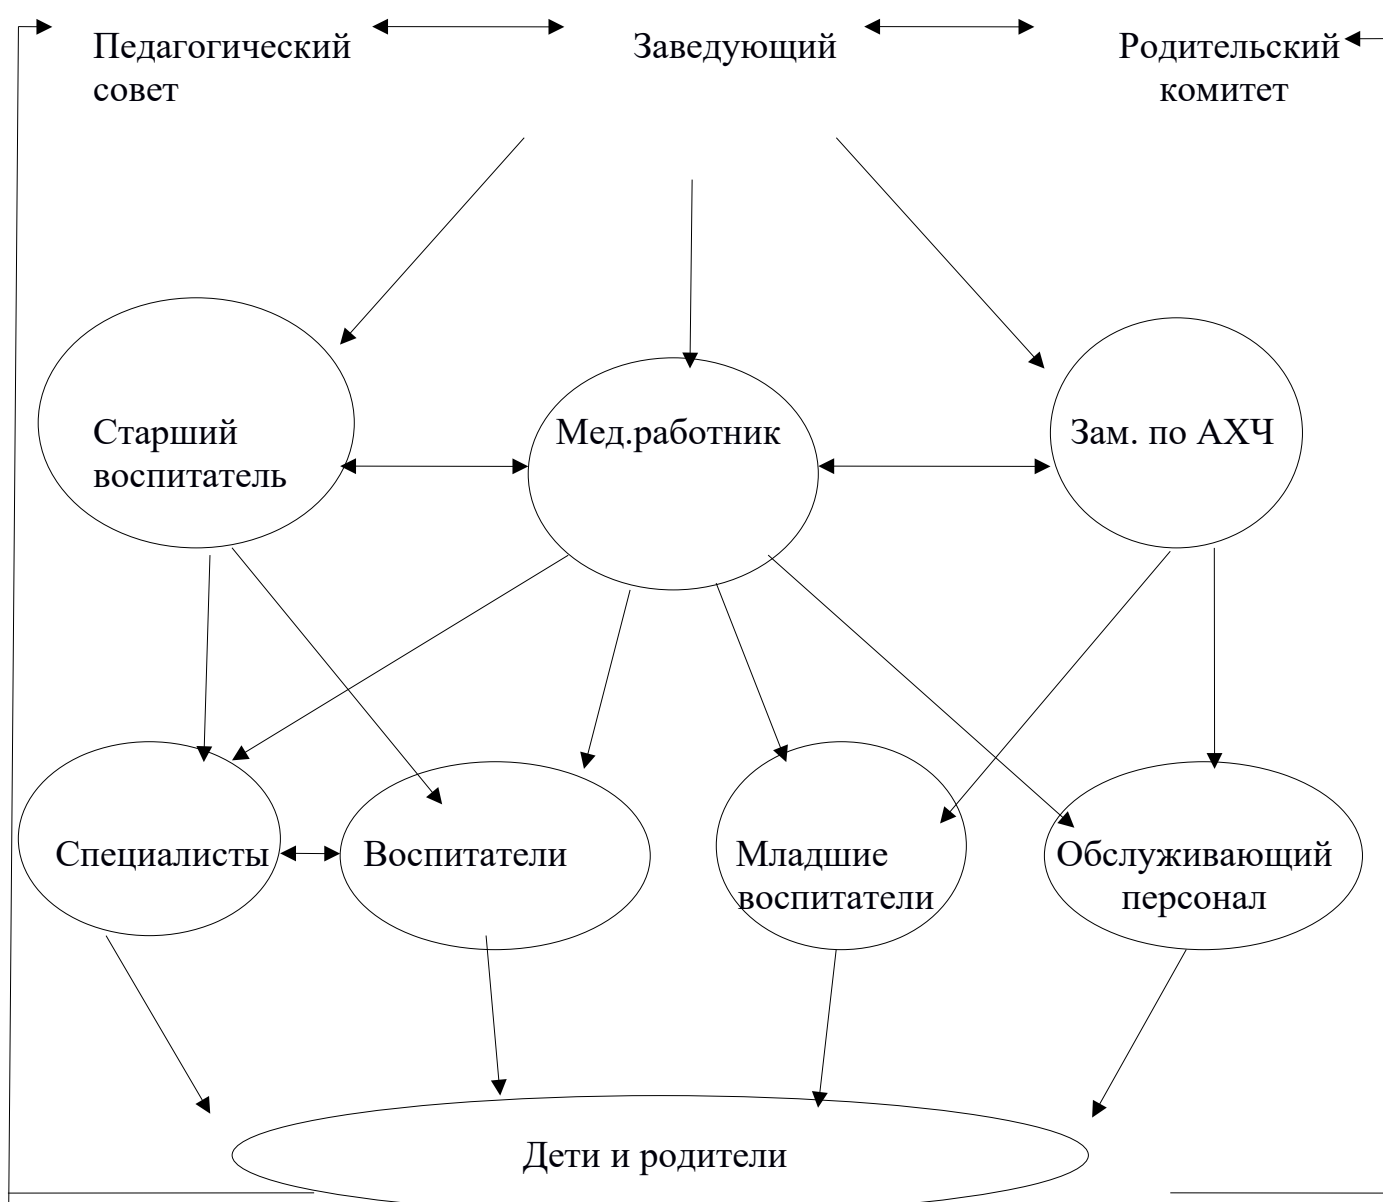 Педагогический
совет
Заведующий
Родительский
комитет
Старший
воспитатель
Мед.работник
Зам. по АХЧ
Специалисты
Воспитатели
Младшие
воспитатели
Обслуживающий
персонал
Дети и родители